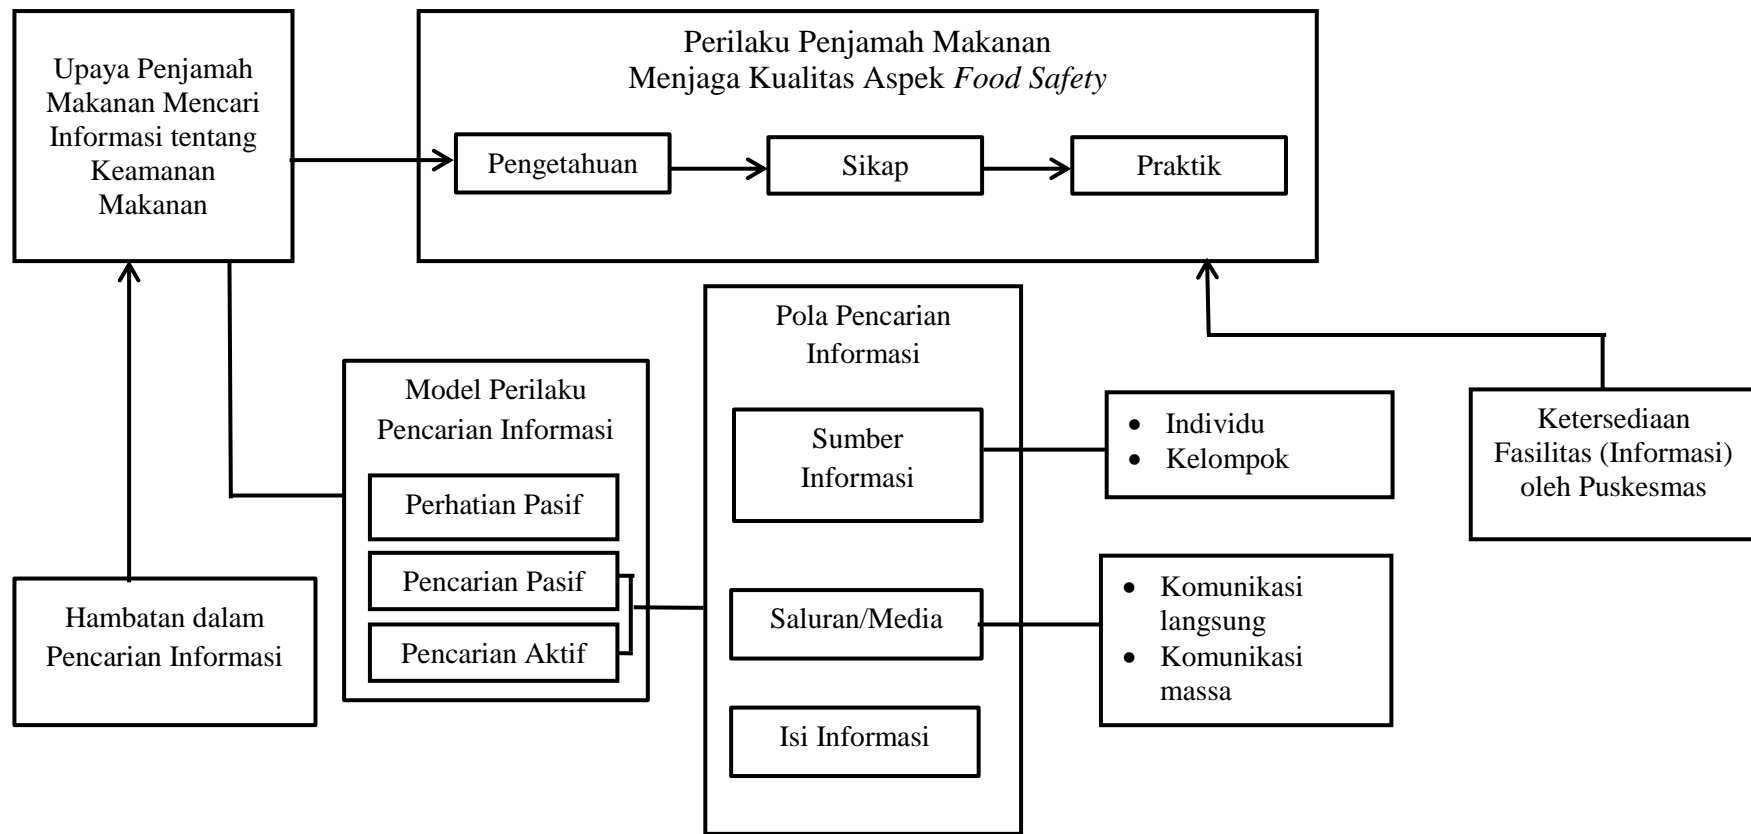 Upaya Penjamah
Makanan Mencari
Informasi tentang
Keamanan
Makanan
Perilaku Penjamah Makanan
Menjaga Kualitas Aspek Food Safety
Pengetahuan
Sikap
Praktik
Hambatan dalam
Pencarian Informasi
Model Perilaku
Pencarian Informasi
Perhatian Pasif
Pencarian Pasif
Pencarian Aktif
Pola Pencarian
Informasi
Sumber
Informasi
Saluran/Media
Isi Informasi
• Individu
• Kelompok
• Komunikasi
langsung
• Komunikasi
massa
Ketersediaan
Fasilitas (Informasi)
oleh Puskesmas